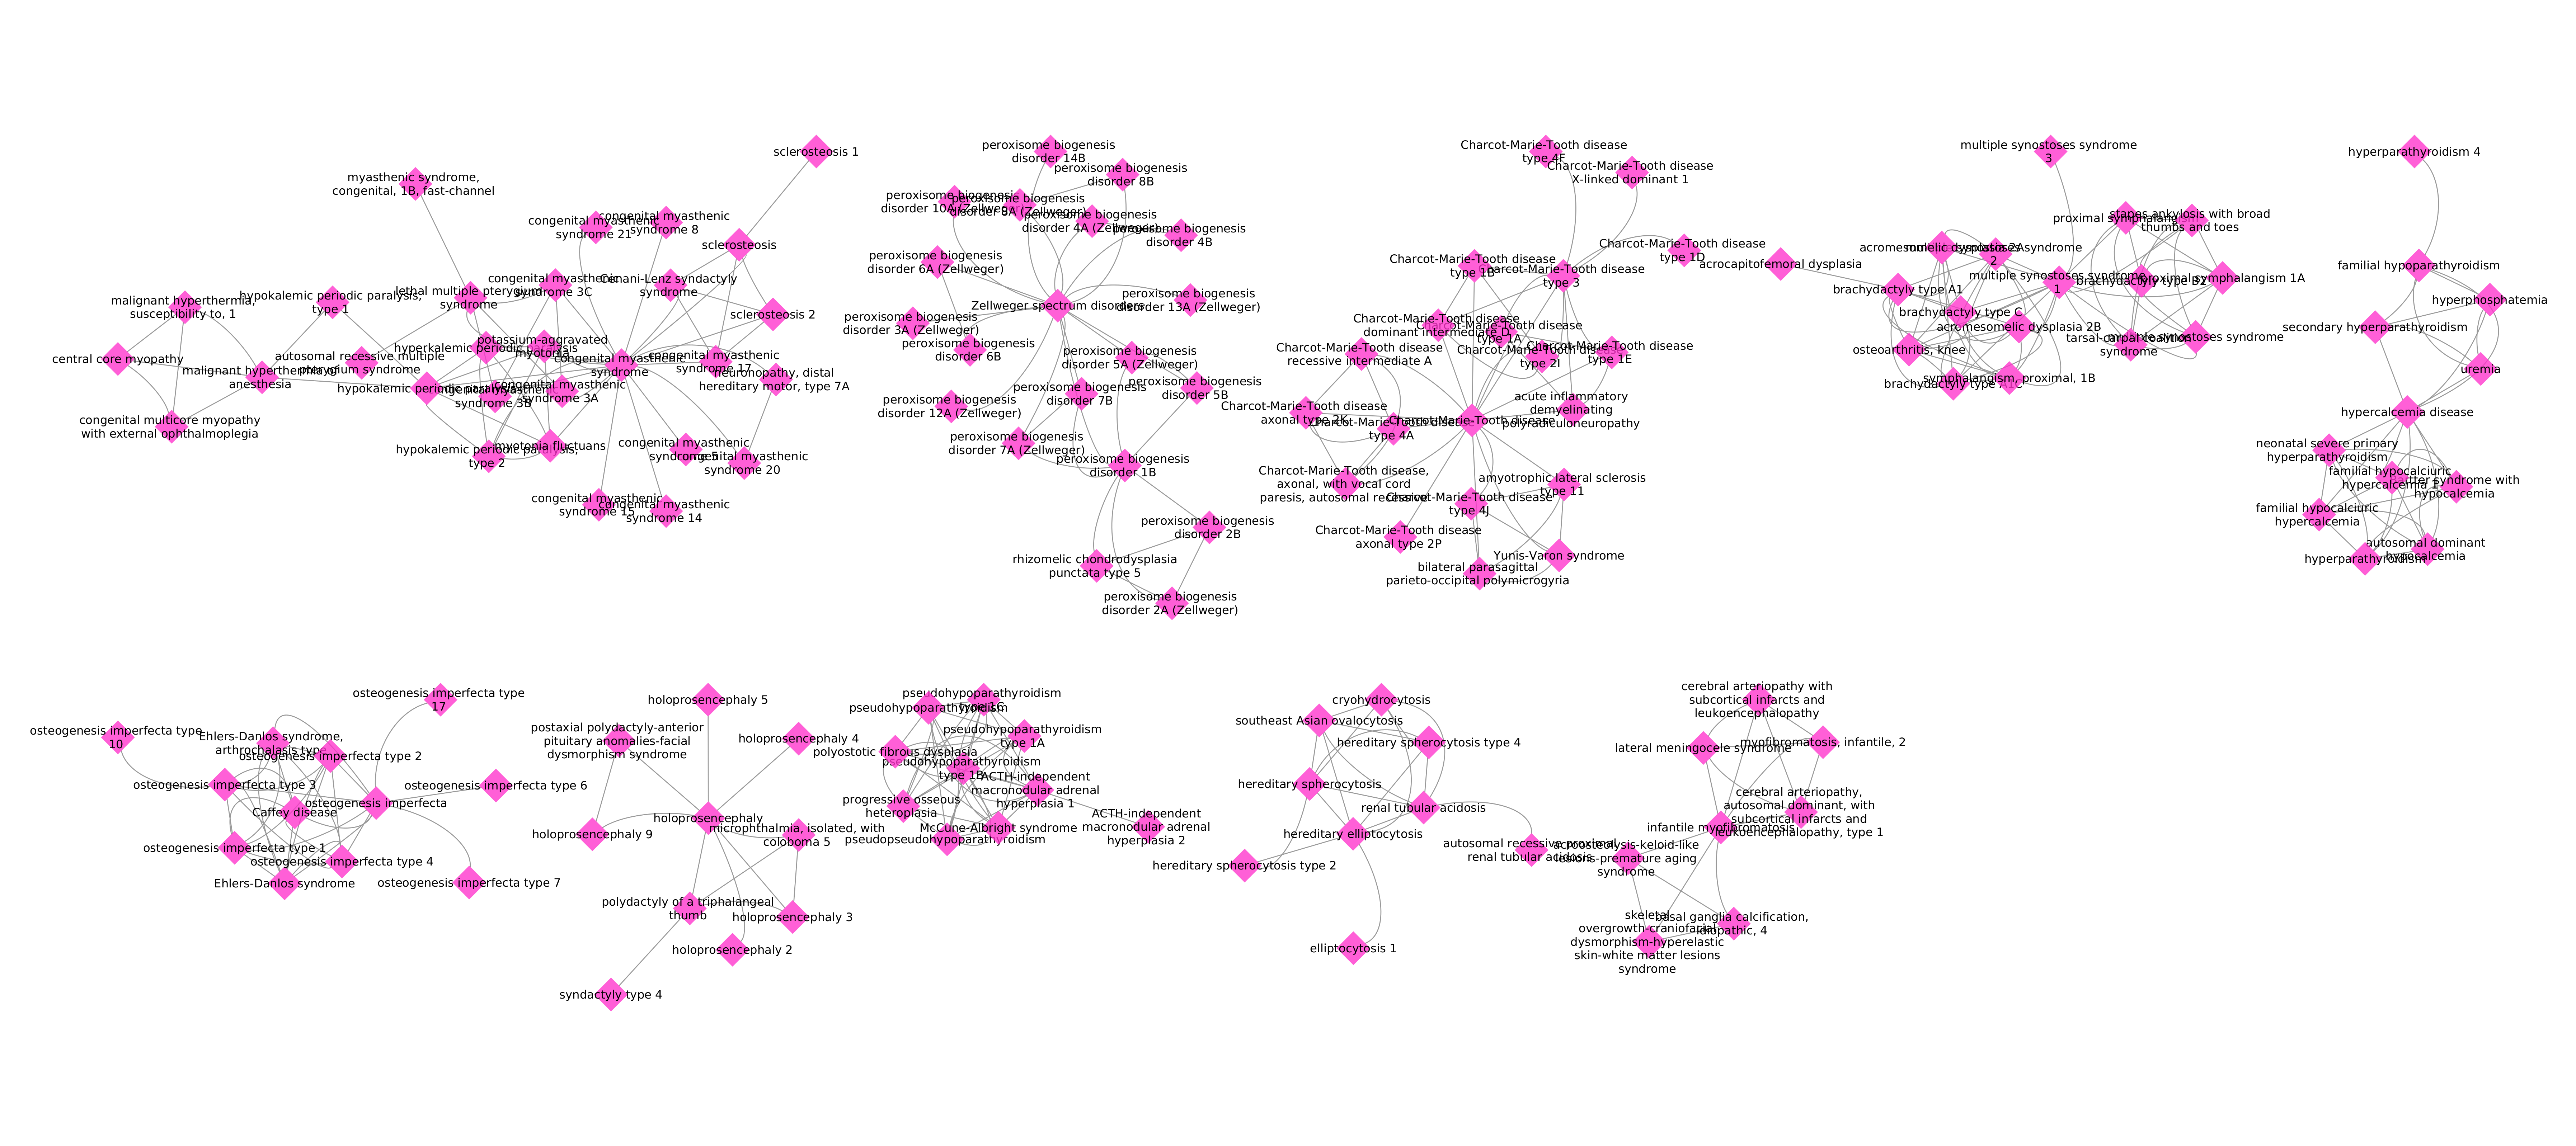 sclerosteosis 1
myasthenic syndrome,
congenital, 1B, fast-channel
congenital myasthenic
syndrome 21
congenital myasthenic
syndrome 8
sclerosteosis
congenital myasthenic
syndrome 3C
Cenani-Lenz syndactyly
syndrome
lethal multiple pterygium
syndrome
malignant hyperthermia,
susceptibility to, 1
hypokalemic periodic paralysis,
type 1
sclerosteosis 2
hyperkalemic periodic paralysis
potassium-aggravated
myotonia
central core myopathy
autosomal recessive multiple
pterygium syndrome
malignant hyperthermia of
anesthesia
congenital myasthenic
syndrome
congenital myasthenic
syndrome 17
neuronopathy, distal
hereditary motor, type 7A
hypokalemic periodic paralysis
congenital myasthenic
syndrome 3B
congenital myasthenic
syndrome 3A
congenital multicore myopathy
with external ophthalmoplegia
hypokalemic periodic paralysis,
type 2
myotonia fluctuans
congenital myasthenic
syndrome 5
congenital myasthenic
syndrome 20
congenital myasthenic
syndrome 15
congenital myasthenic
syndrome 14
peroxisome biogenesis
disorder 14B
peroxisome biogenesis
disorder 8B
peroxisome biogenesis
disorder 10A (Zellweger)
peroxisome biogenesis
disorder 8A (Zellweger)
peroxisome biogenesis
disorder 4A (Zellweger)
peroxisome biogenesis
disorder 4B
peroxisome biogenesis
disorder 6A (Zellweger)
Zellweger spectrum disorders
peroxisome biogenesis
disorder 13A (Zellweger)
peroxisome biogenesis
disorder 3A (Zellweger)
peroxisome biogenesis
disorder 6B
peroxisome biogenesis
disorder 5A (Zellweger)
peroxisome biogenesis
disorder 5B
peroxisome biogenesis
disorder 7B
peroxisome biogenesis
disorder 12A (Zellweger)
peroxisome biogenesis
disorder 7A (Zellweger)
peroxisome biogenesis
disorder 1B
peroxisome biogenesis
disorder 2B
rhizomelic chondrodysplasia
punctata type 5
peroxisome biogenesis
disorder 2A (Zellweger)
Charcot-Marie-Tooth disease
type 4F
Charcot-Marie-Tooth disease
X-linked dominant 1
Charcot-Marie-Tooth disease
type 1D
Charcot-Marie-Tooth disease
type 1B
Charcot-Marie-Tooth disease
type 3
Charcot-Marie-Tooth disease
dominant intermediate D
Charcot-Marie-Tooth disease
type 1A
Charcot-Marie-Tooth disease
recessive intermediate A
Charcot-Marie-Tooth disease
type 2I
Charcot-Marie-Tooth disease
type 1E
Charcot-Marie-Tooth disease
axonal type 2K
Charcot-Marie-Tooth disease
type 4A
Charcot-Marie-Tooth disease
acute inflammatory
demyelinating
polyradiculoneuropathy
Charcot-Marie-Tooth disease,
axonal, with vocal cord
paresis, autosomal recessive
Charcot-Marie-Tooth disease
type 4J
amyotrophic lateral sclerosis
type 11
Charcot-Marie-Tooth disease
axonal type 2P
Yunis-Varon syndrome
bilateral parasagittal
parieto-occipital polymicrogyria
multiple synostoses syndrome
3
proximal symphalangism
stapes ankylosis with broad
thumbs and toes
acromesomelic dysplasia 2A
multiple synostoses syndrome
2
acrocapitofemoral dysplasia
brachydactyly type A1
multiple synostoses syndrome
1
brachydactyly type B2
proximal symphalangism 1A
brachydactyly type C
acromesomelic dysplasia 2B
tarsal-carpal coalition
syndrome
multiple synostoses syndrome
osteoarthritis, knee
brachydactyly type A1C
symphalangism, proximal, 1B
hyperparathyroidism 4
familial hypoparathyroidism
hyperphosphatemia
secondary hyperparathyroidism
uremia
hypercalcemia disease
neonatal severe primary
hyperparathyroidism
familial hypocalciuric
hypercalcemia 1
Bartter syndrome with
hypocalcemia
familial hypocalciuric
hypercalcemia
hyperparathyroidism
autosomal dominant
hypocalcemia
osteogenesis imperfecta type
17
osteogenesis imperfecta type
10
Ehlers-Danlos syndrome,
arthrochalasis type
osteogenesis imperfecta type 2
osteogenesis imperfecta type 3
osteogenesis imperfecta type 6
osteogenesis imperfecta
Caffey disease
osteogenesis imperfecta type 1
osteogenesis imperfecta type 4
Ehlers-Danlos syndrome
osteogenesis imperfecta type 7
holoprosencephaly 5
postaxial polydactyly-anterior
pituitary anomalies-facial
dysmorphism syndrome
holoprosencephaly 4
holoprosencephaly
holoprosencephaly 9
microphthalmia, isolated, with
coloboma 5
polydactyly of a triphalangeal
thumb
holoprosencephaly 3
holoprosencephaly 2
syndactyly type 4
pseudohypoparathyroidism
type 1C
pseudohypoparathyroidism
pseudohypoparathyroidism
type 1A
polyostotic fibrous dysplasia
pseudohypoparathyroidism
type 1B
ACTH-independent
macronodular adrenal
hyperplasia 1
progressive osseous
heteroplasia
McCune-Albright syndrome
pseudopseudohypoparathyroidism
ACTH-independent
macronodular adrenal
hyperplasia 2
cryohydrocytosis
southeast Asian ovalocytosis
hereditary spherocytosis type 4
hereditary spherocytosis
renal tubular acidosis
hereditary elliptocytosis
hereditary spherocytosis type 2
autosomal recessive proximal
renal tubular acidosis
elliptocytosis 1
cerebral arteriopathy with
subcortical infarcts and
leukoencephalopathy
lateral meningocele syndrome
myofibromatosis, infantile, 2
cerebral arteriopathy,
autosomal dominant, with
subcortical infarcts and
leukoencephalopathy, type 1
infantile myofibromatosis
acroosteolysis-keloid-like
lesions-premature aging
syndrome
basal ganglia calcification,
idiopathic, 4
skeletal
overgrowth-craniofacial
dysmorphism-hyperelastic
skin-white matter lesions
syndrome